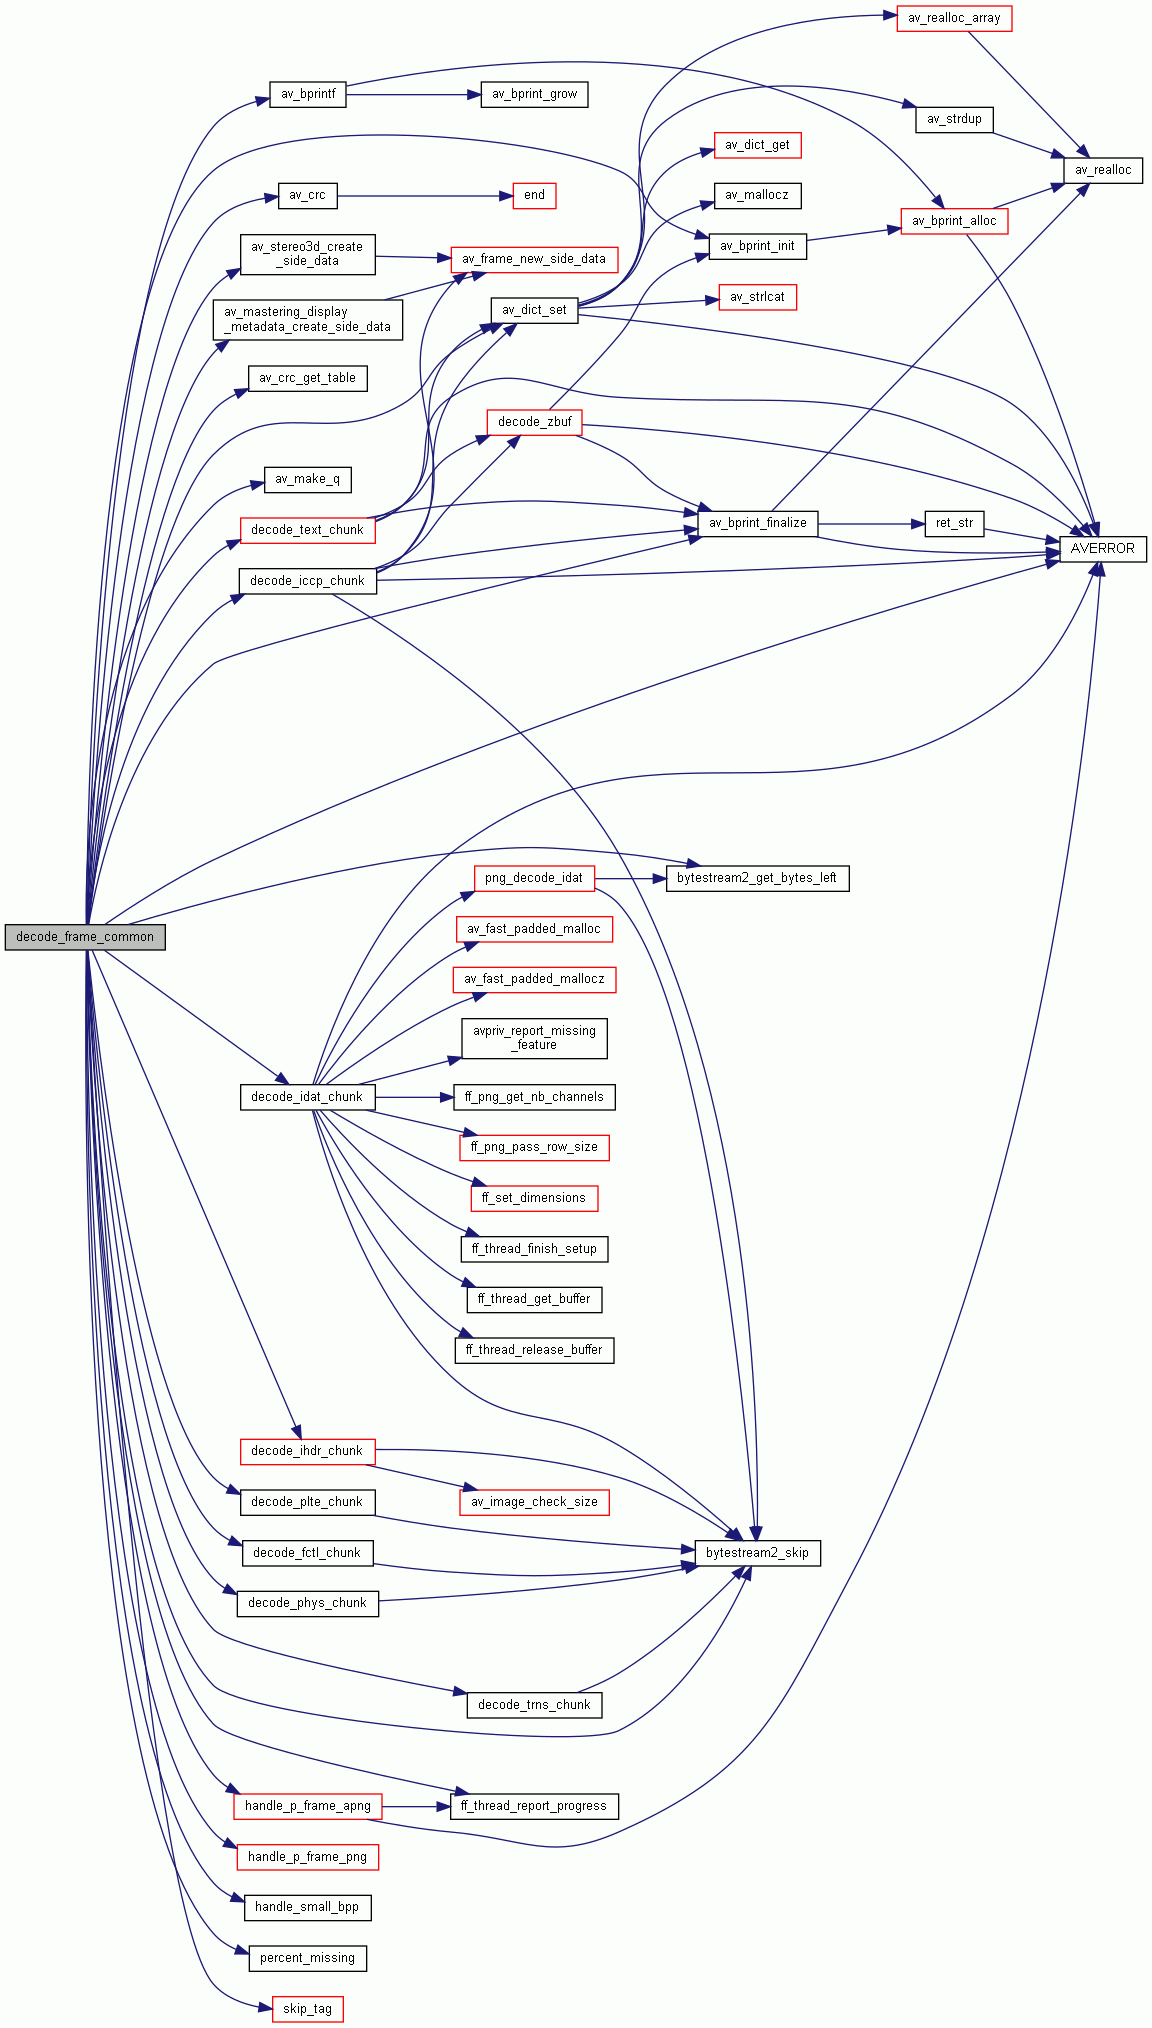 av_realloc_array
av_bprintf
av_bprint_grow
av_strdup
av_dict_get
av_realloc
av_crc
end
av_mallocz
av_bprint_alloc
av_stereo3d_create
_side_data
av_frame_new_side_data
av_bprint_init
av_mastering_display
_metadata_create_side_data
av_dict_set
av_strlcat
av_crc_get_table
decode_zbuf
av_make_q
decode_text_chunk
av_bprint_finalize
ret_str
AVERROR
decode_iccp_chunk
png_decode_idat
bytestream2_get_bytes_left
decode_frame_common
av_fast_padded_malloc
av_fast_padded_mallocz
avpriv_report_missing
_feature
decode_idat_chunk
ff_png_get_nb_channels
ff_png_pass_row_size
ff_set_dimensions
ff_thread_finish_setup
ff_thread_get_buffer
ff_thread_release_buffer
decode_ihdr_chunk
decode_plte_chunk
av_image_check_size
decode_fctl_chunk
bytestream2_skip
decode_phys_chunk
decode_trns_chunk
handle_p_frame_apng
ff_thread_report_progress
handle_p_frame_png
handle_small_bpp
percent_missing
skip_tag